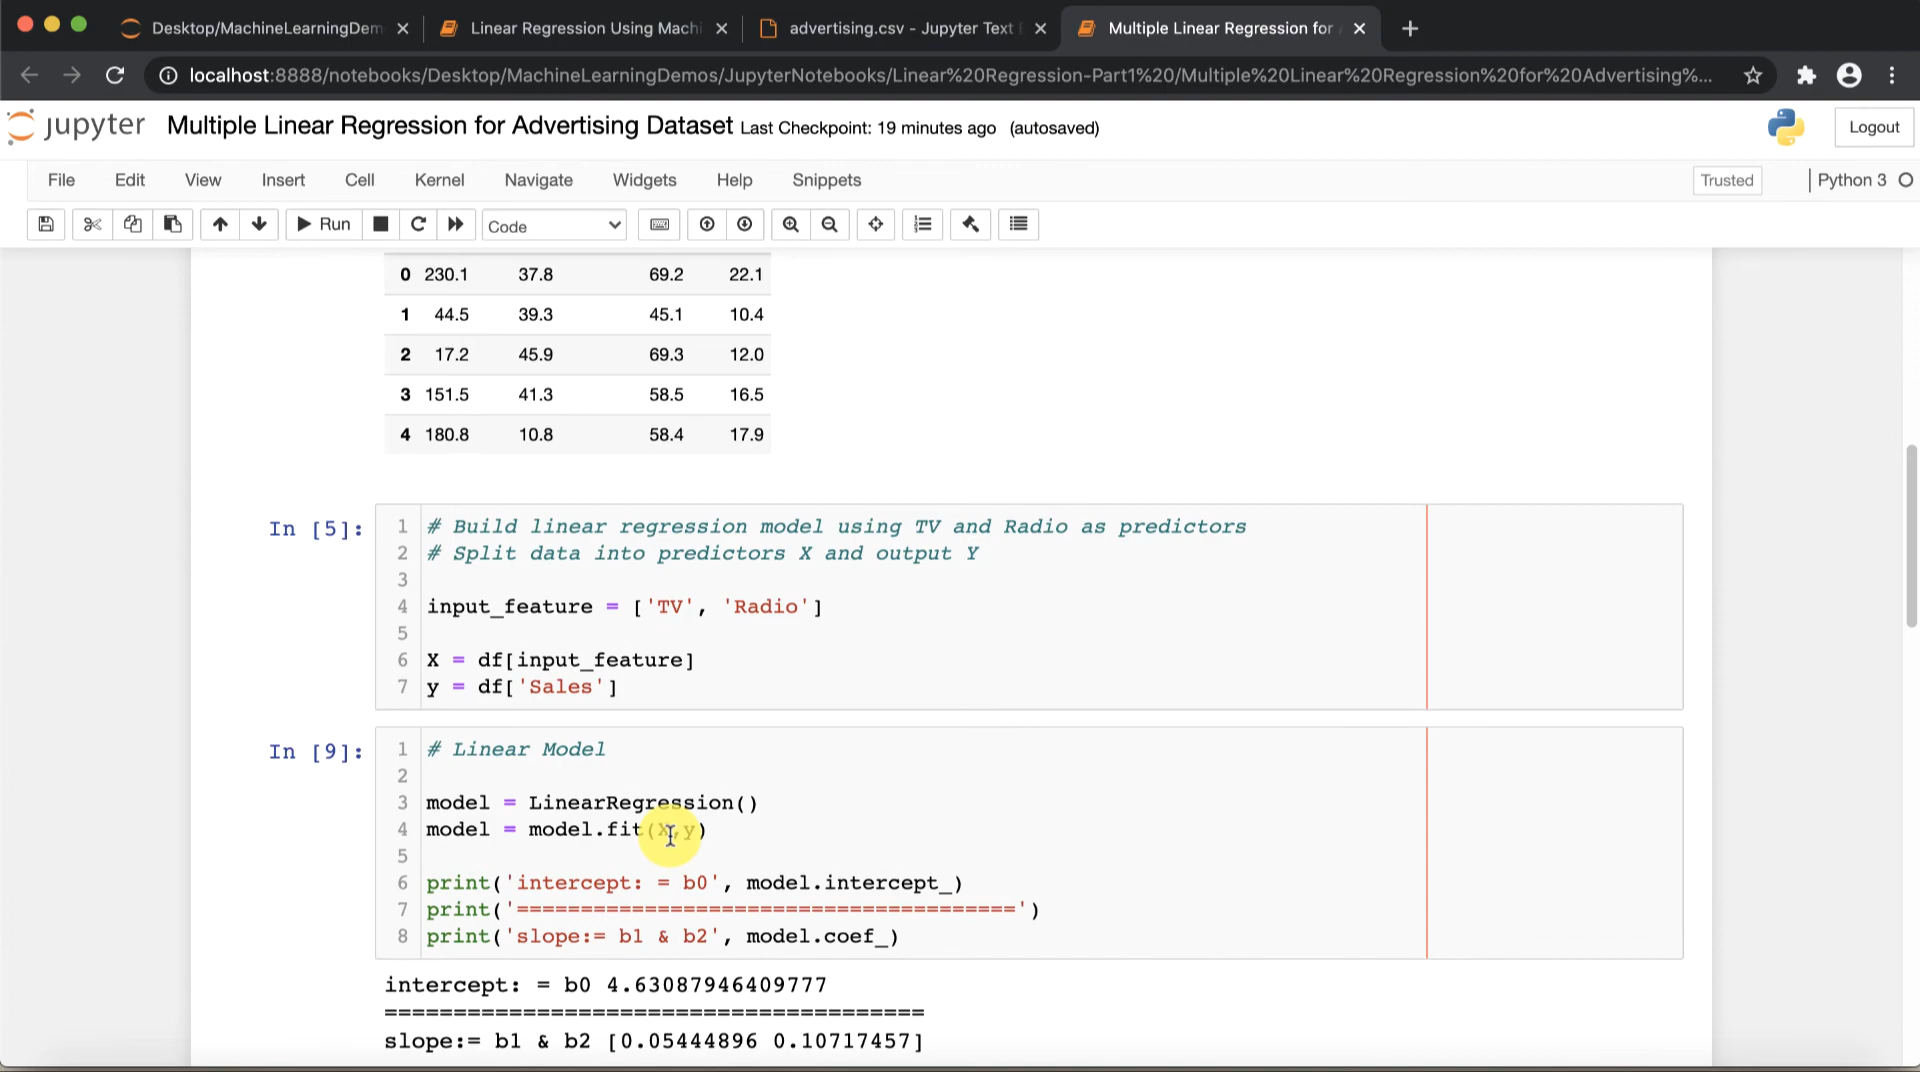 Desktop/MachineLearningDem
Linear Regression Using Machi
advertising.csv - Jupyter Text
Multiple Linear Regression for
localhost:8888/notebooks/Desktop/MachineLearningDemos/JupyterNotebooks/Linear%20Regression-Part1%20/Multiple%20Linear%20Regression%20for%20Advertising%...
jupyter Multiple Linear Regression for Advertising Dataset Last Checkpoint: 19 minutes ago (autosaved)
Logout
File Edit View Insert Cell Kernel Navigate Widgets Help Snippets
Trusted
Python 3
Run
Code
0 230.1 37.8 69.2 22.1
1 44.5 39.3 45.1 10.4
2 17.2 45.9 69.3 12.0
3 151.5 41.3 58.5 16.5
4 180.8 10.8 58.4 17.9
In [5]:
1 # Build linear regression model using TV and Radio as predictors
2 # Split data into predictors X and output Y
3
4 input_feature = ['TV', 'Radio']
5
6 X = df[input_feature]
7 y = df['Sales']
In [9]:
1 # Linear Model
2
3 model = LinearRegression()
4 model = model.fit(X,y)
5
6 print('intercept: = b0', model.intercept_)
7 print('=======================================')
8 print('slope:= b1 & b2', model.coef_)
intercept: = b0 4.63087946409777
=======================================
slope:= b1 & b2 [0.05444896 0.10717457]